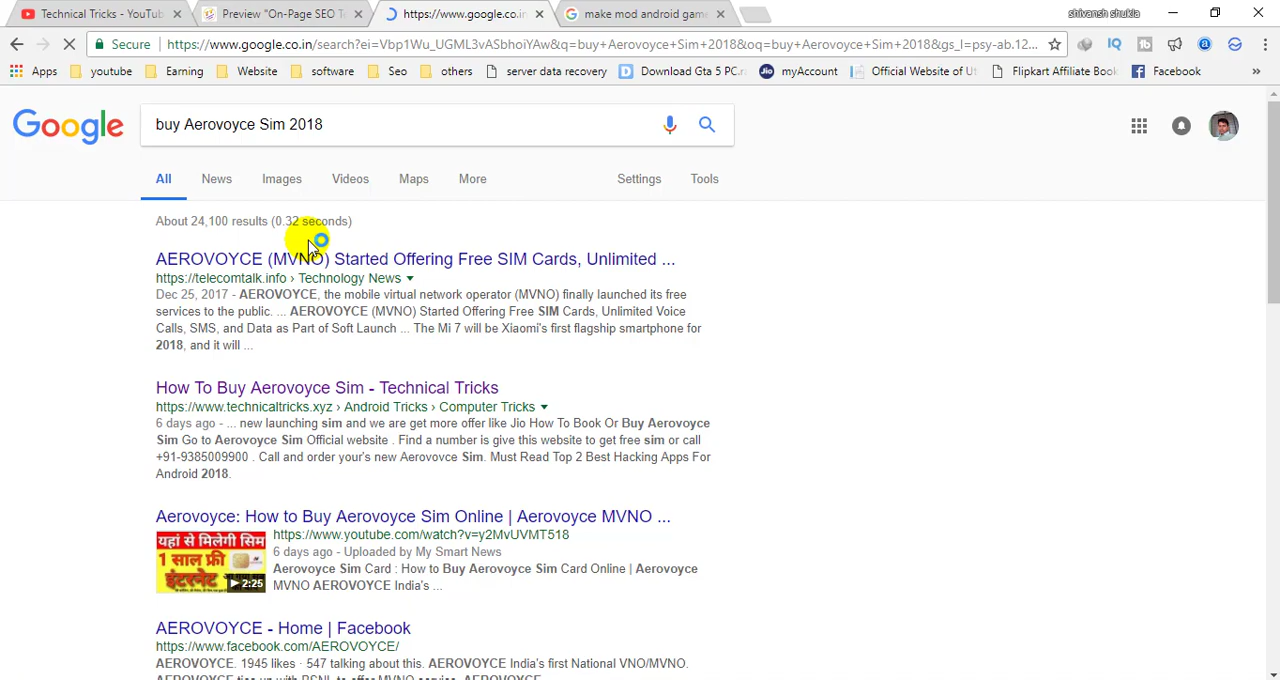 Technical Tricks - YouTub
Preview "On-Page SEO T
https://www.google.co.in
make mod android gam
shivansh shukla
Secure
https://www.google.co.in/search?ei=Vbp1Wu_UGML3vASbhoiYAw&q=buy+Aerovoyce+Sim+2018&oq=buy+Aerovoyce+Sim+2018&gs_l=psy-ab.12...
Apps youtube Earning Website software Seo others server data recovery Download Gta 5 PC.r myAccount Official Website of U Flipkart Affiliate Book Facebook »
Google
buy Aerovoyce Sim 2018
All News Images Videos Maps More Settings Tools
About 24,100 results (0.32 seconds)
AEROVOYCE (MVNO) Started Offering Free SIM Cards, Unlimited ...
https://telecomtalk.info › Technology News
Dec 25, 2017 - AEROVOYCE, the mobile virtual network operator (MVNO) finally launched its free
services to the public. ... AEROVOYCE (MVNO) Started Offering Free SIM Cards, Unlimited Voice
Calls, SMS, and Data as Part of Soft Launch ... The Mi 7 will be Xiaomi's first flagship smartphone for
2018, and it will ...
How To Buy Aerovoyce Sim - Technical Tricks
https://www.technicaltricks.xyz › Android Tricks › Computer Tricks
6 days ago - ... new launching sim and we are get more offer like Jio How To Book Or Buy Aerovoyce
Sim Go to Aerovoyce Sim Official website . Find a number is give this website to get free sim or call
+91-9385009900 . Call and order your's new Aerovovce Sim. Must Read Top 2 Best Hacking Apps For
Android 2018.
Aerovoyce: How to Buy Aerovoyce Sim Online | Aerovoyce MVNO ...
https://www.youtube.com/watch?v=y2MvUVMT518
6 days ago - Uploaded by My Smart News
Aerovoyce Sim Card : How to Buy Aerovoyce Sim Card Online | Aerovoyce
MVNO AEROVOYCE India's ...
यहां से मिलेगी सिम
1 साल फ्री
इंटरनेट
2:25
AEROVOYCE - Home | Facebook
https://www.facebook.com/AEROVOYCE/
AEROVOYCE. 1945 likes · 547 talking about this. AEROVOYCE India's first National VNO/MVNO.
AEROVOYCE